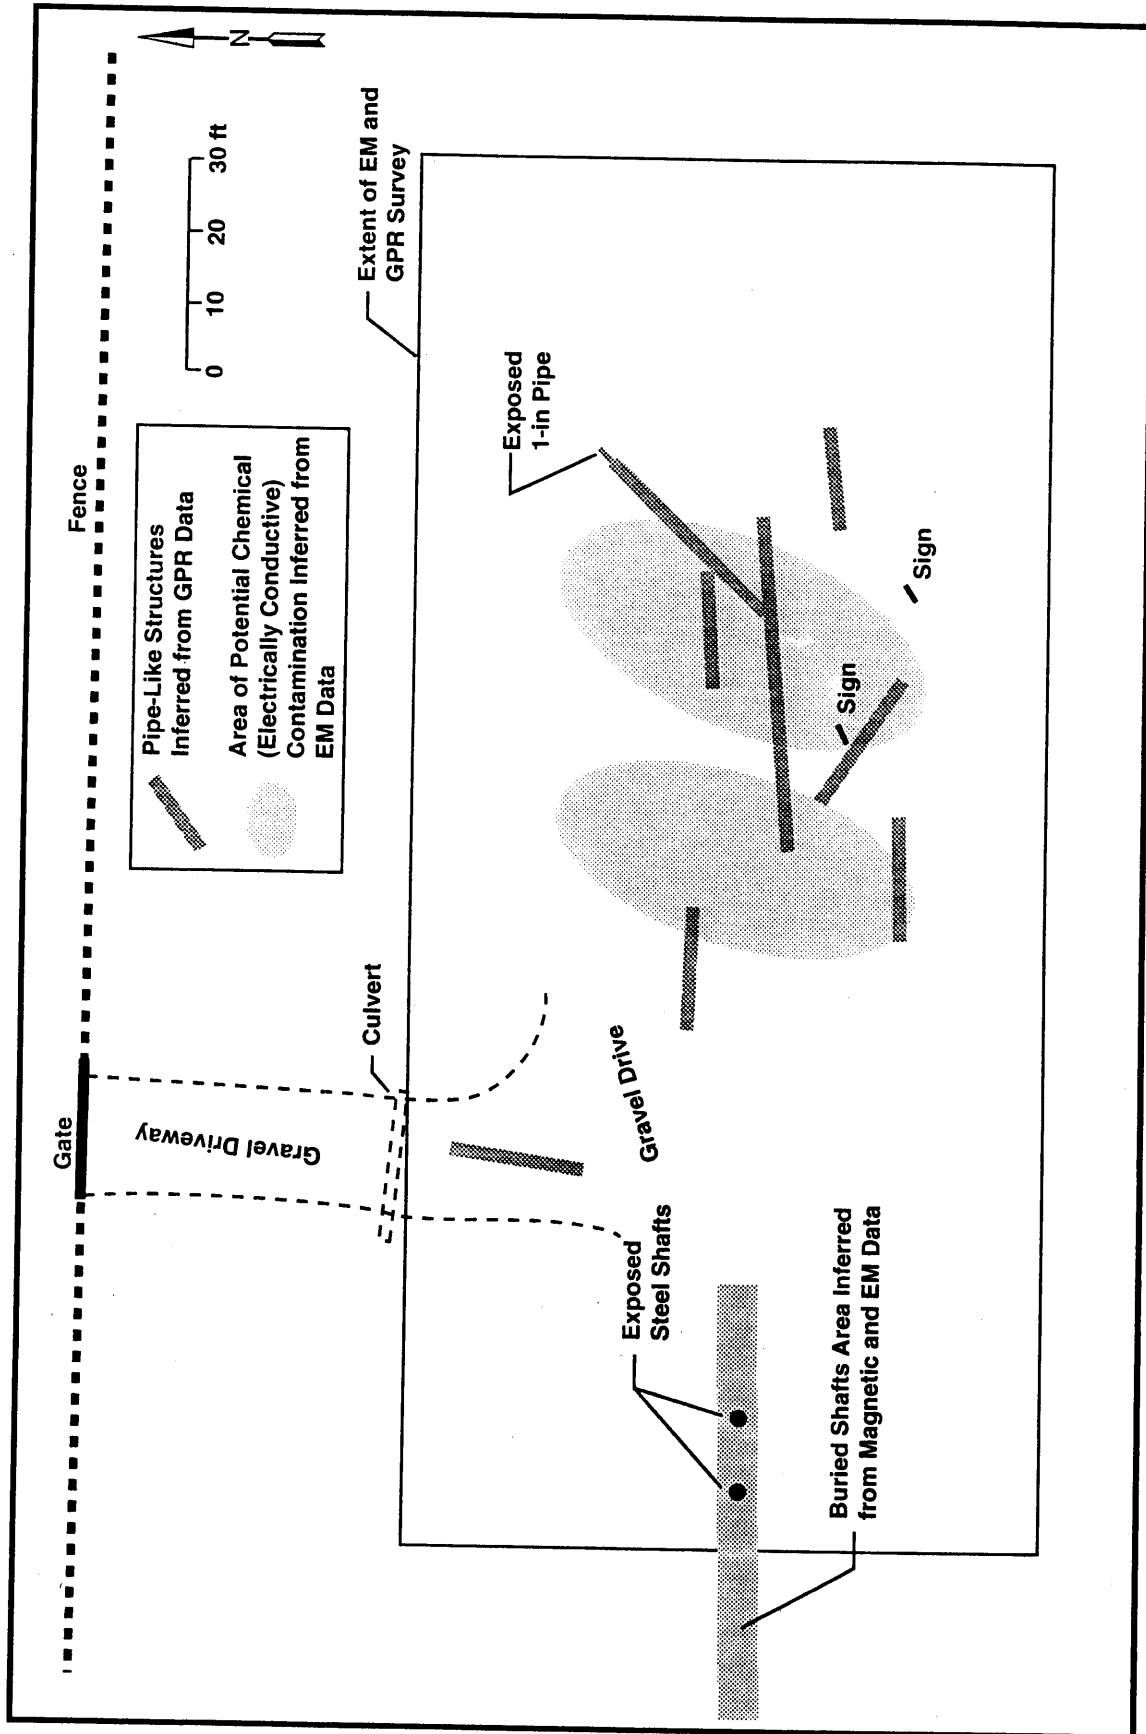 Gate
Fence
N
Gravel Driveway
Pipe-Like Structures
Inferred from GPR Data
Area of Potential Chemical
(Electrically Conductive)
Contamination Inferred from
EM Data
0
10
20
30 ft
Culvert
Extent of EM and
GPR Survey
Exposed
1-in Pipe
Gravel Drive
Exposed
Steel Shafts
Sign
Sign
Buried Shafts Area Inferred
from Magnetic and EM Data